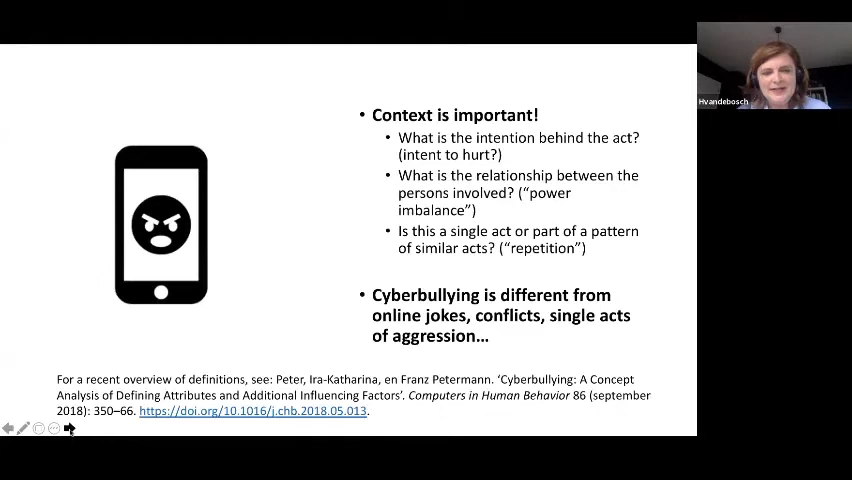 Hvandebosch
• Context is important!
• What is the intention behind the act?
(intent to hurt?)
• What is the relationship between the
persons involved? (“power
imbalance”)
• Is this a single act or part of a pattern
of similar acts? (“repetition”)
• Cyberbullying is different from
online jokes, conflicts, single acts
of aggression…
For a recent overview of definitions, see: Peter, Ira-Katharina, en Franz Petermann. ‘Cyberbullying: A Concept
Analysis of Defining Attributes and Additional Influencing Factors’. Computers in Human Behavior 86 (september
2018): 350–66. https://doi.org/10.1016/j.chb.2018.05.013.